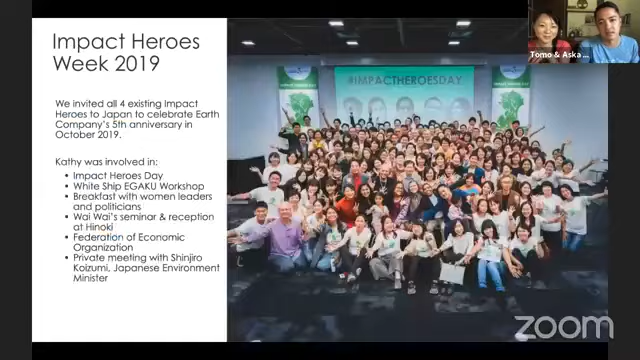 Impact Heroes
Week 2019
We invited all 4 existing Impact
Heroes to Japan to celebrate Earth
Company's 5th anniversary in
October 2019.
Kathy was involved in:
• Impact Heroes Day
• White Ship EGAKU Workshop
• Breakfast with women leaders
and politicians
• Wai Wai's seminar & reception
at Hinoki
• Federation of Economic
Organization
• Private meeting with Shinjiro
Koizumi, Japanese Environment
Minister
#IMPACTHEROESDAY
Tomo & Aska ...
zoom